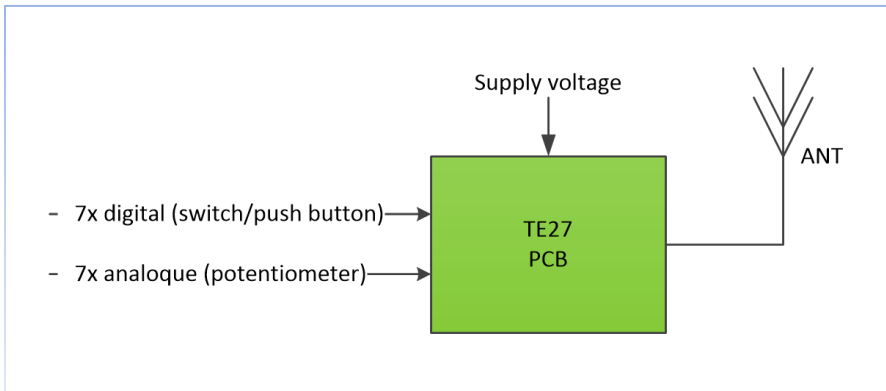 Supply voltage
ANT
- 7x digital (switch/push button)
TE27
PCB
- 7x analoque (potentiometer)